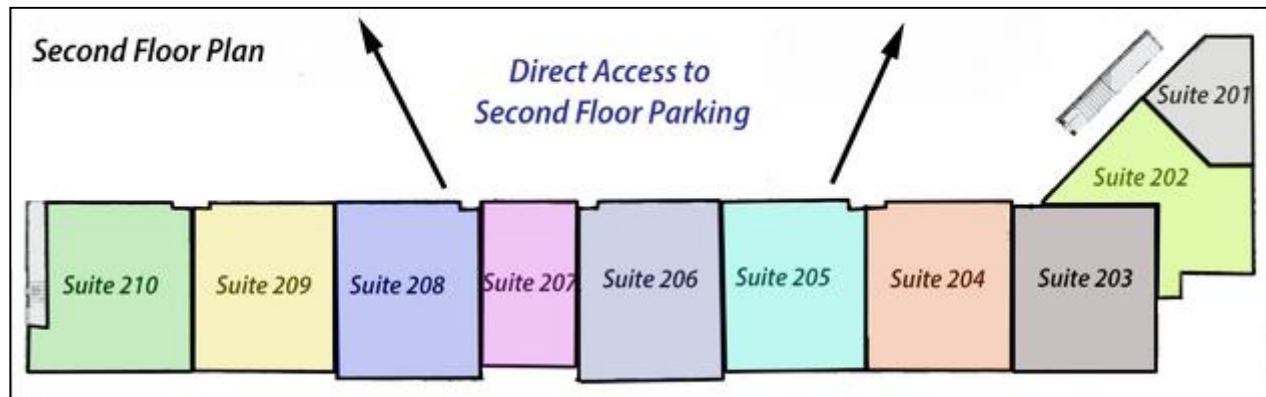 Second Floor Plan
Direct Access to
Second Floor Parking
Suite 201
Suite 202
Suite 210
Suite 209
Suite 208
Suite 207
Suite 206
Suite 205
Suite 204
Suite 203